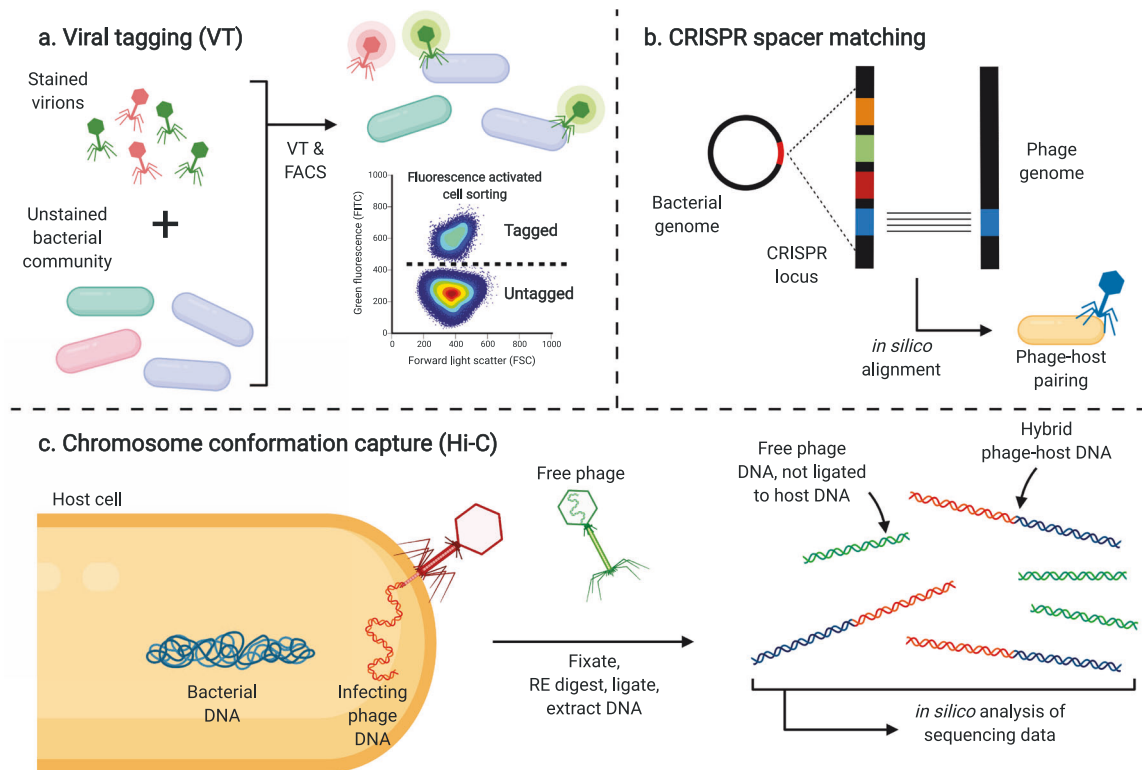 a. Viral tagging (VT)
Stained
virions
Unstained
bacterial
community
+
VT &
FACS
Fluorescence activated
cell sorting
Green fluorescence (FITC)
1000
800
600
400
200
0
Tagged
Untagged
0
200
400
600
800
1000
Forward light scatter (FSC)
b. CRISPR spacer matching
Bacterial
genome
CRISPR
locus
Phage
genome
in silico
alignment
Phage-host
pairing
c. Chromosome conformation capture (Hi-C)
Host cell
Bacterial
DNA
Infecting
phage
DNA
Free phage
Fixate,
RE digest, ligate,
extract DNA
Free phage
DNA, not ligated
to host DNA
Hybrid
phage-host DNA
in silico analysis of
sequencing data